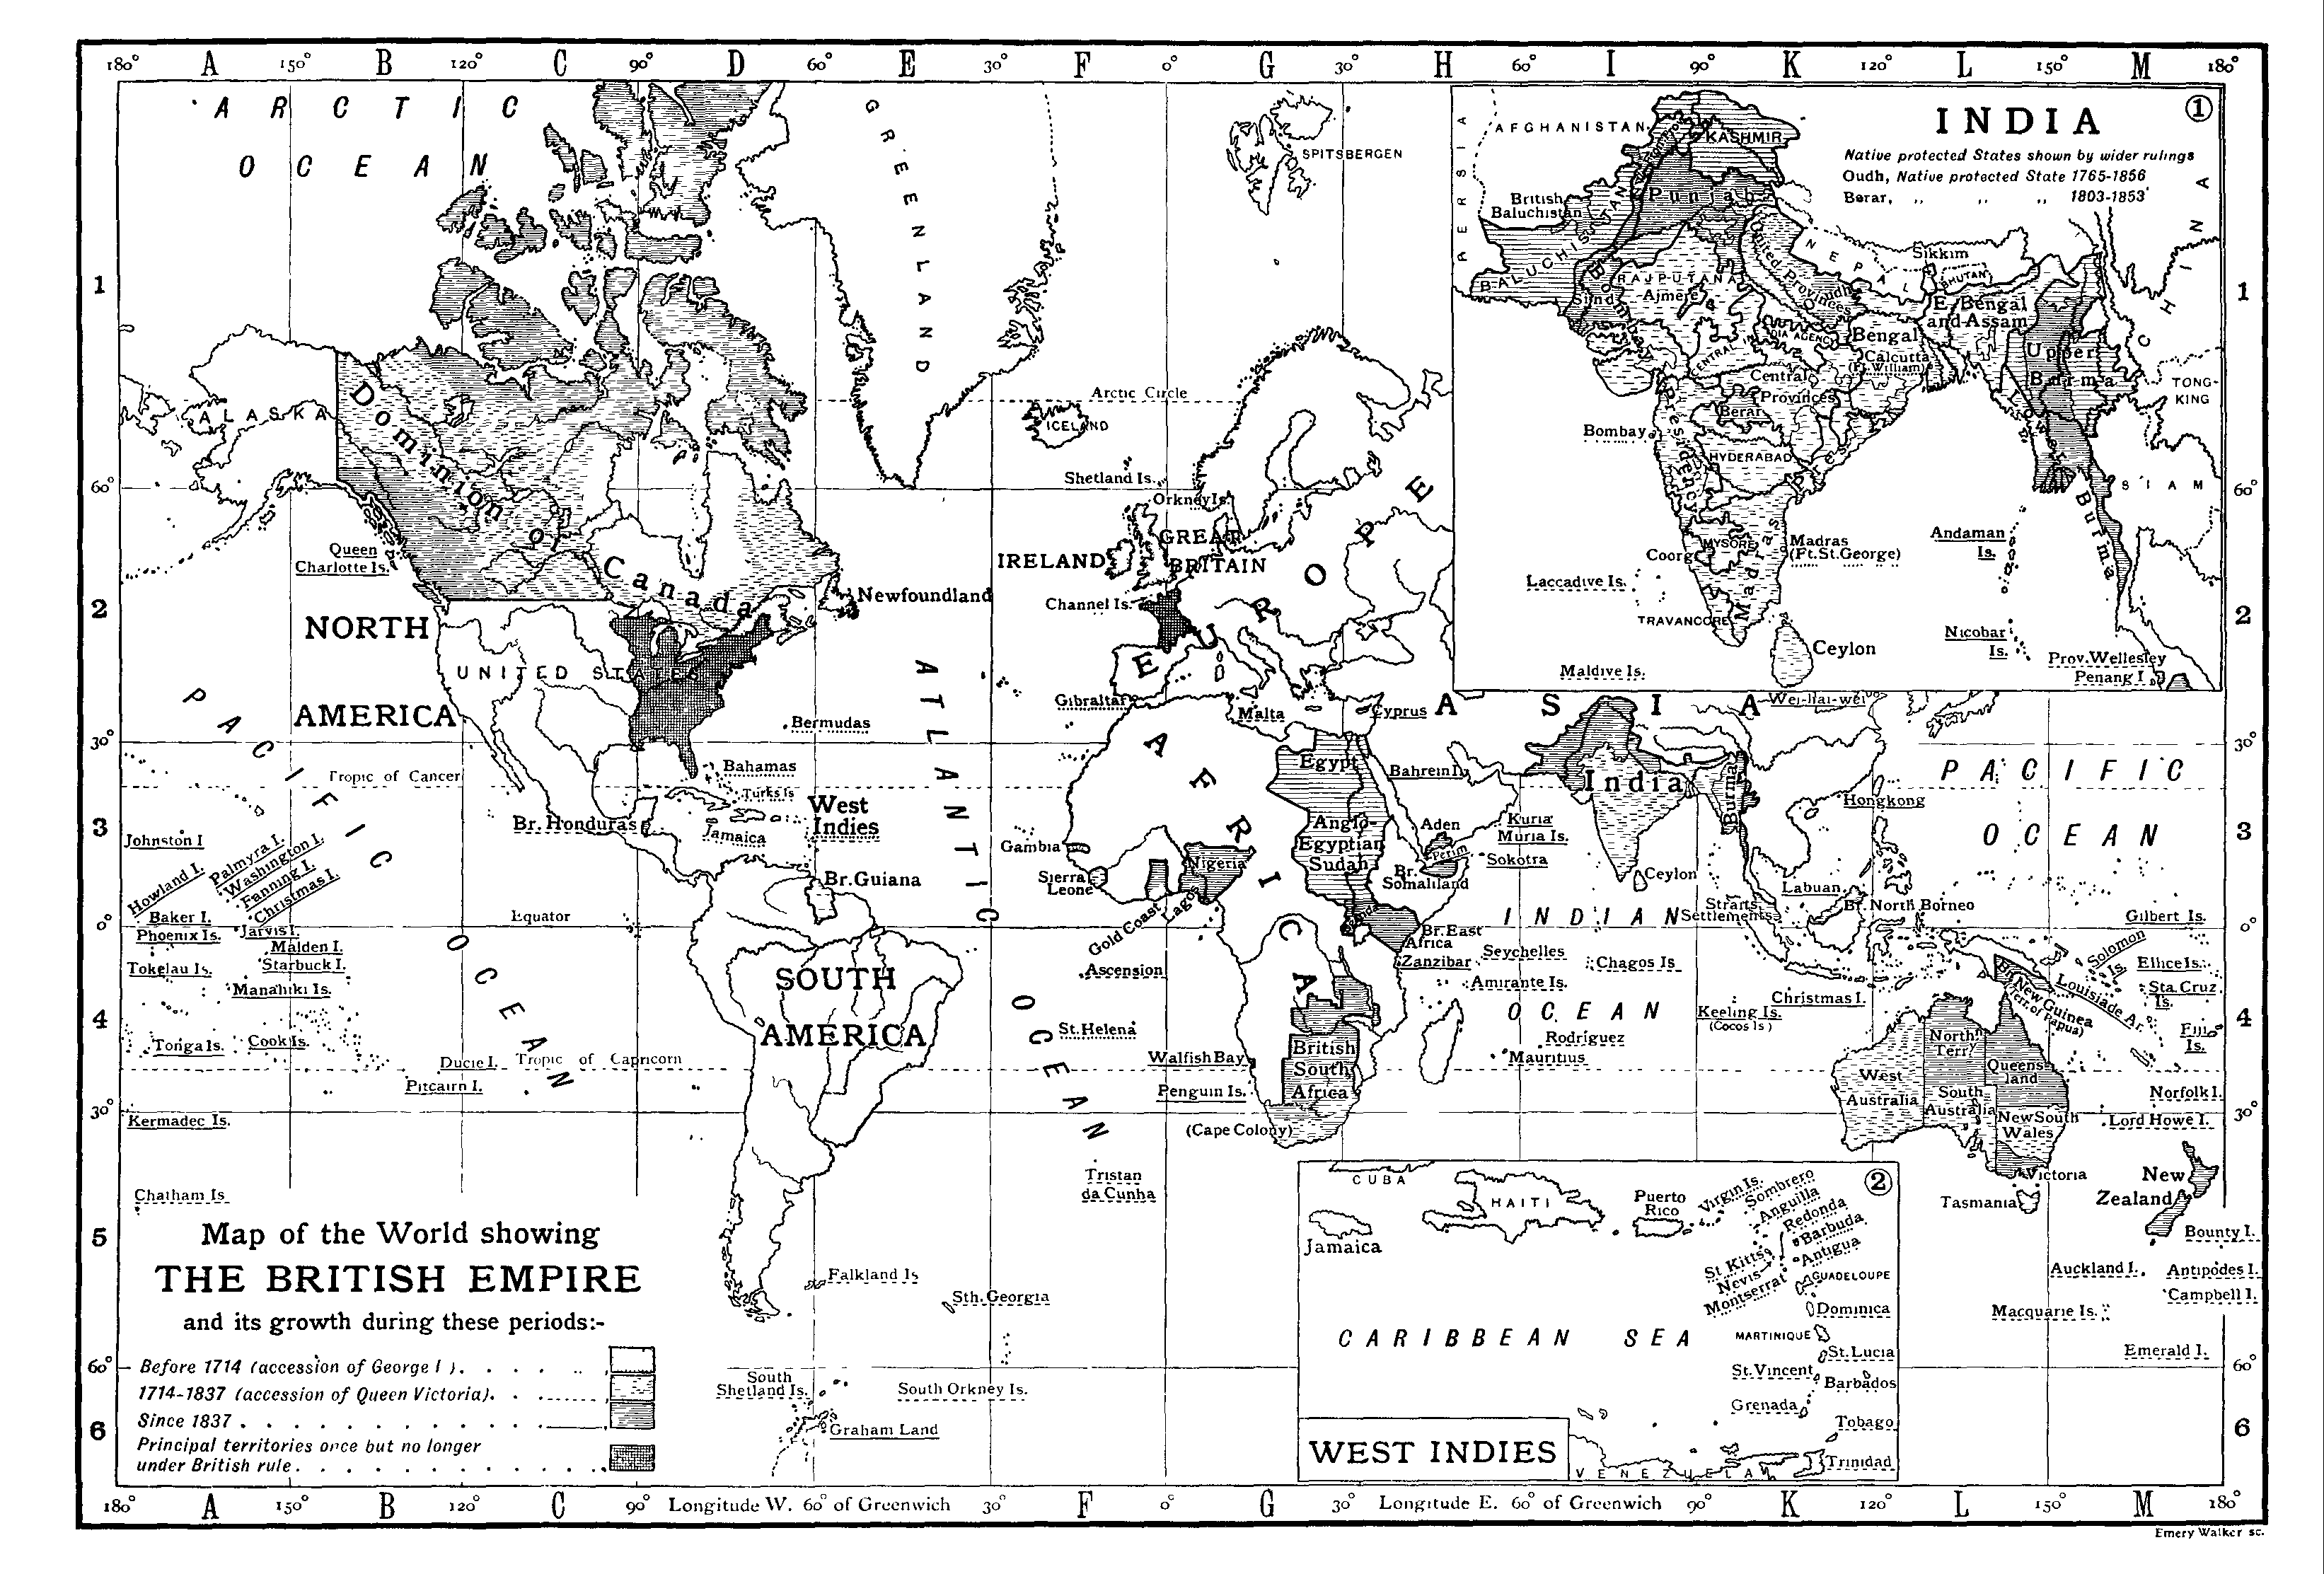 180° A 150° B 120° C 90° D 60° E 30° F 0° G 30° H 60° I 90° K 120° L 150° M 180°
ARCTIC
OCEAN
GREENLAND
SPITSBERGEN
ALASKA
Arctic Circle
ICELAND
Shetland Is.
Orkney Is.
Dominion of Canada
Queen
Charlotte Is.
IRELAND
GREAT
BRITAIN
Channel Is.
Newfoundland
NORTH
AMERICA
UNITED STATES
EUROPE
PACIFIC OCEAN
ATLANTIC OCEAN
Bermudas
Gibraltar
Malta
Cyprus
ASIA
Wei-hai-wei
Tropic of Cancer
Bahamas
Turks Is
West
Indies
Br. Honduras
Jamaica
AFRICA
Egypt
Bahrein I.
India
Burma
Hongkong
PACIFIC
OCEAN
Johnston I
Howland I.
Palmyra I.
Washington I.
Fanning I.
Christmas I.
Gambia
Sierra
Leone
Nigeria
Gold Coast
Lagos
Anglo-
Egyptian
Sudan
Aden
Perim
Kuria
Muria Is.
Sokotra
Br.
Somaliland
Ceylon
Labuan
Straits
Settlements
Br. North Borneo
Br. Guiana
Equator
Baker I.
Phoenix Is.
Jarvis I.
Malden I.
Starbuck I.
Tokelau Is.
Manahiki Is.
Gilbert Is.
INDIAN
OCEAN
Br. East
Africa
Zanzibar
Seychelles
Chagos Is
Amirante Is.
Ascension
SOUTH
AMERICA
Solomon
Is.
Ellice Is.
Sta. Cruz
Is.
Louisiade Ar.
British
New Guinea
(Terr. of Papua)
Christmas I.
Keeling Is.
(Cocos Is)
Rodriguez
Mauritius
St. Helena
Tonga Is.
Cook Is.
Ducie I.
Tropic of Capricorn
Pitcairn I.
Walfish Bay
Penguin Is.
British
South
Africa
(Cape Colony)
North.
Terry.
Queens-
land
West
Australia
South
Australia
New South
Wales
Victoria
Tasmania
Fiji
Is.
Norfolk I.
Lord Howe I.
New
Zealand
Kermadec Is.
Chatham Is
Tristan
da Cunha
Bounty I.
Auckland I.
Antipodes I.
Campbell I.
Macquarie Is.
Emerald I.
Falkland Is
Sth. Georgia
South
Shetland Is.
South Orkney Is.
Graham Land
Map of the World showing
THE BRITISH EMPIRE
and its growth during these periods:-
Before 1714 (accession of George I).
1714-1837 (accession of Queen Victoria).
Since 1837
Principal territories once but no longer
under British rule.
INDIA
①
Native protected States shown by wider rulings
Oudh, Native protected State 1765-1856
Berar, ,, ,, ,, 1803-1853
AFGHANISTAN
PERSIA
KASHMIR
Punjab
British
Baluchistan
BALUCHISTAN
NEPAL
Sikkim
BHUTAN
CHINA
RAJPUTANA
Ajmere
Sind
United Provinces
Oudh
E. Bengal
and Assam
Bengal
Calcutta
(Ft. William)
CENTRAL INDIA AGENCY
Central
Provinces
Berar
Upper
Burma
Lower Burma
TONG-
KING
SIAM
Bombay
Bombay Presidency
HYDERABAD
MYSORE
Coorg
Madras
(Ft. St. George)
Madras Pres.
Laccadive Is.
TRAVANCORE
Ceylon
Maldive Is.
Andaman
Is.
Nicobar
Is.
Prov. Wellesley
Penang I.
②
CUBA
HAITI
Jamaica
Puerto
Rico
Virgin Is.
Sombrero
Anguilla
Redonda
Barbuda
Antigua
St Kitts
Nevis
Montserrat
GUADELOUPE
Dominica
MARTINIQUE
St. Lucia
St. Vincent
Barbados
Grenada
Tobago
Trinidad
CARIBBEAN SEA
VENEZUELA
WEST INDIES
1
60°
2
30°
3
0°
4
30°
5
60°
6
1
60°
2
30°
3
0°
4
30°
60°
6
180° A 150° B 120° C 90° Longitude W. 60° of Greenwich 30° F 0° G 30° Longitude E. 60° of Greenwich 90° K 120° L 150° M 180°
Emery Walker sc.